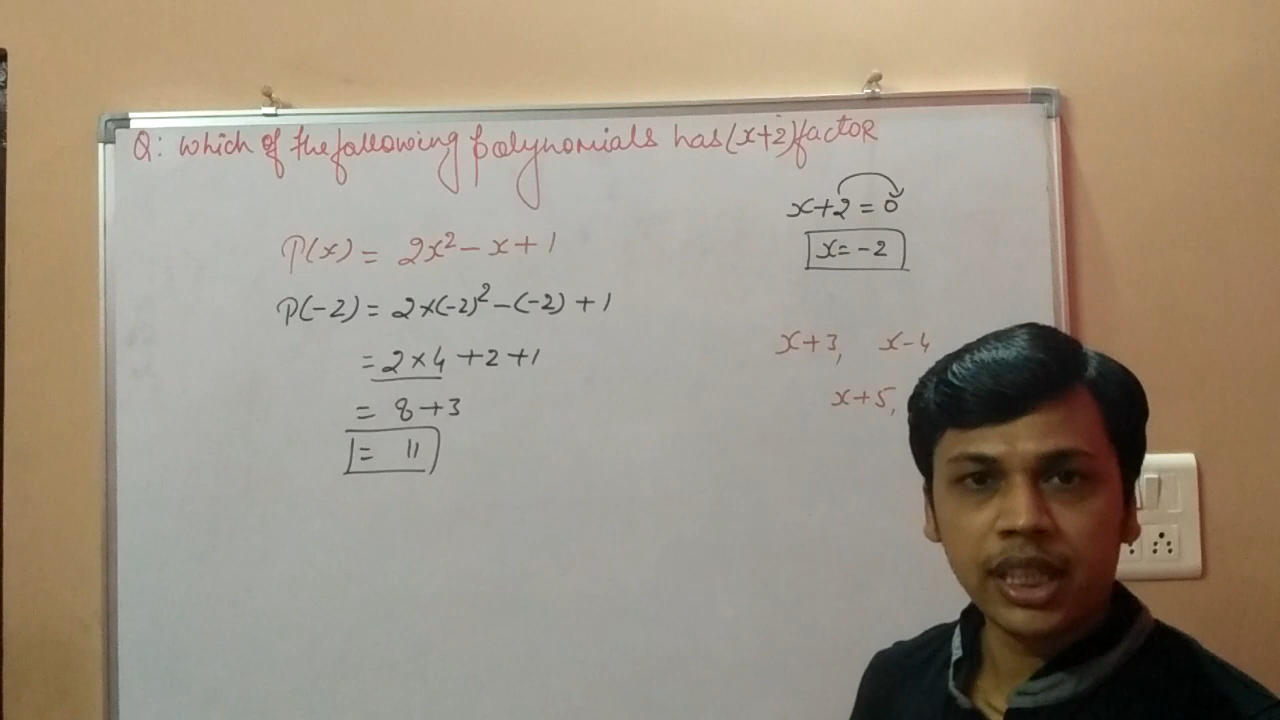 Q: which of the following polynomials has (x+2) factor
P(x) = 2x² - x + 1
P(-2) = 2×(-2)² - (-2) + 1
= 2×4 + 2 + 1
= 8 + 3
= 11
x+2 = 0
x = -2
x+3, x-4
x+5,